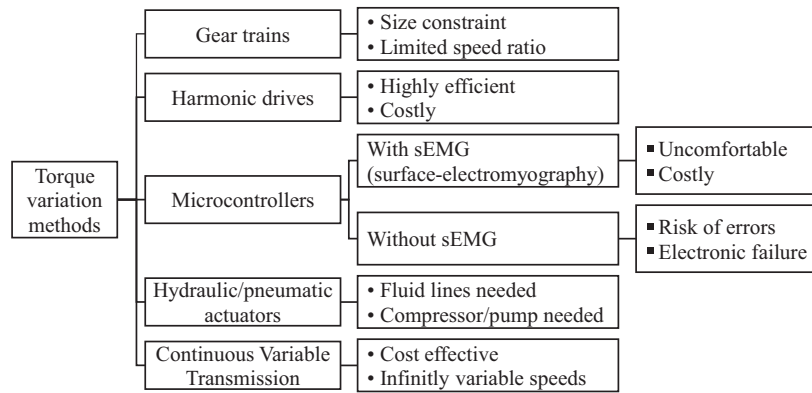 Torque
variation
methods
Gear trains
• Size constraint
• Limited speed ratio
Harmonic drives
• Highly efficient
• Costly
Microcontrollers
With sEMG
(surface-electromyography)
▪ Uncomfortable
▪ Costly
Without sEMG
▪ Risk of errors
▪ Electronic failure
Hydraulic/pneumatic
actuators
• Fluid lines needed
• Compressor/pump needed
Continuous Variable
Transmission
• Cost effective
• Infinitly variable speeds